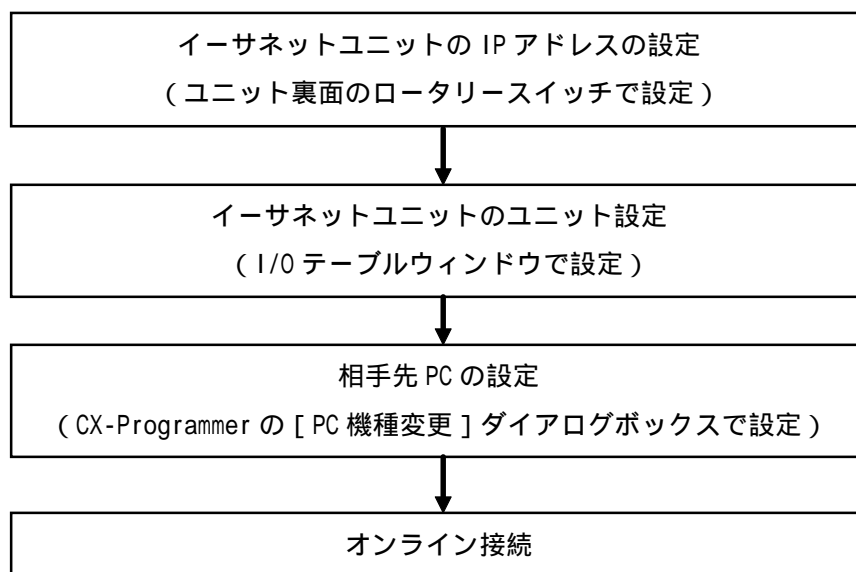 イーサネットユニットの IP アドレスの設定
（ユニット裏面のロータリースイッチで設定）
イーサネットユニットのユニット設定
（I/O テーブルウィンドウで設定）
相手先 PC の設定
（CX-Programmer の［PC 機種変更］ダイアログボックスで設定）
オンライン接続